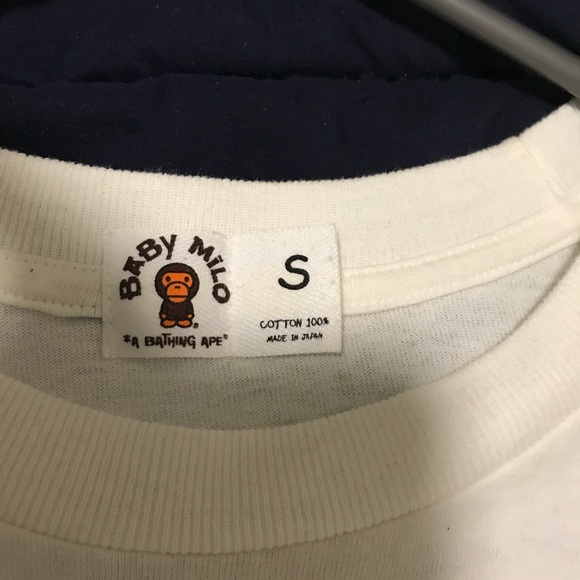 BABY MILO
®
"A BATHING APE"
S
COTTON 100%
MADE IN JAPAN